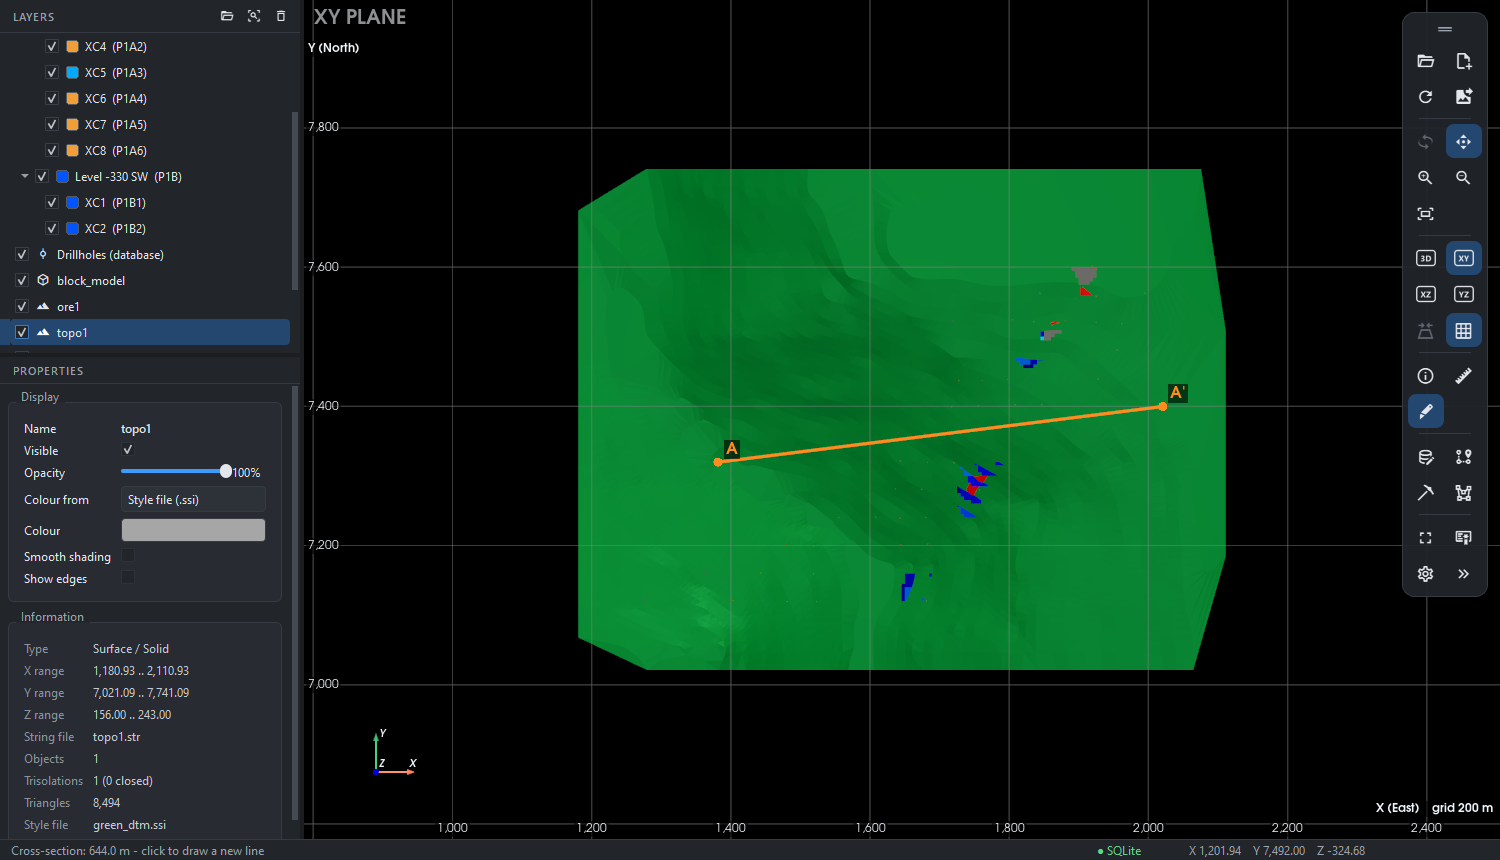 LAYERS
XC4 (P1A2)
XC5 (P1A3)
XC6 (P1A4)
XC7 (P1A5)
XC8 (P1A6)
Level -330 SW (P1B)
XC1 (P1B1)
XC2 (P1B2)
Drillholes (database)
block_model
ore1
topo1
PROPERTIES
Display
Name topo1
Visible
Opacity 100%
Colour from Style file (.ssi)
Colour
Smooth shading
Show edges
Information
Type Surface / Solid
X range 1,180.93 .. 2,110.93
Y range 7,021.09 .. 7,741.09
Z range 156.00 .. 243.00
String file topo1.str
Objects 1
Trisolations 1 (0 closed)
Triangles 8,494
Style file green_dtm.ssi
XY PLANE
Y (North)
7,800
7,600
7,400
7,200
7,000
A
A'
Y
Z X
X (East) grid 200 m
1,000 1,200 1,400 1,600 1,800 2,000 2,200 2,400
3D XY
XZ YZ
Cross-section: 644.0 m - click to draw a new line
SQLite X 1,201.94 Y 7,492.00 Z -324.68